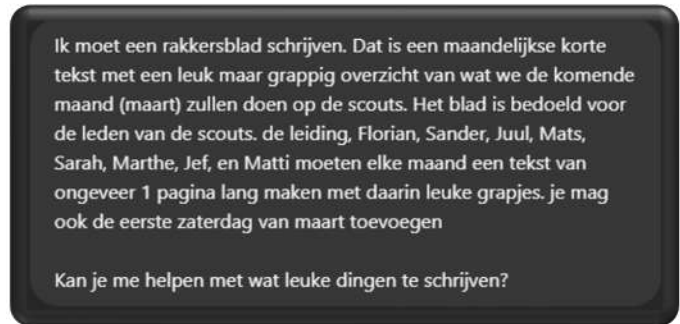 Ik moet een rakkersblad schrijven. Dat is een maandelijkse korte
tekst met een leuk maar grappig overzicht van wat we de komende
maand (maart) zullen doen op de scouts. Het blad is bedoeld voor
de leden van de scouts. de leiding, Florian, Sander, Juul, Mats,
Sarah, Marthe, Jef, en Matti moeten elke maand een tekst van
ongeveer 1 pagina lang maken met daarin leuke grapjes. je mag
ook de eerste zaterdag van maart toevoegen
Kan je me helpen met wat leuke dingen te schrijven?